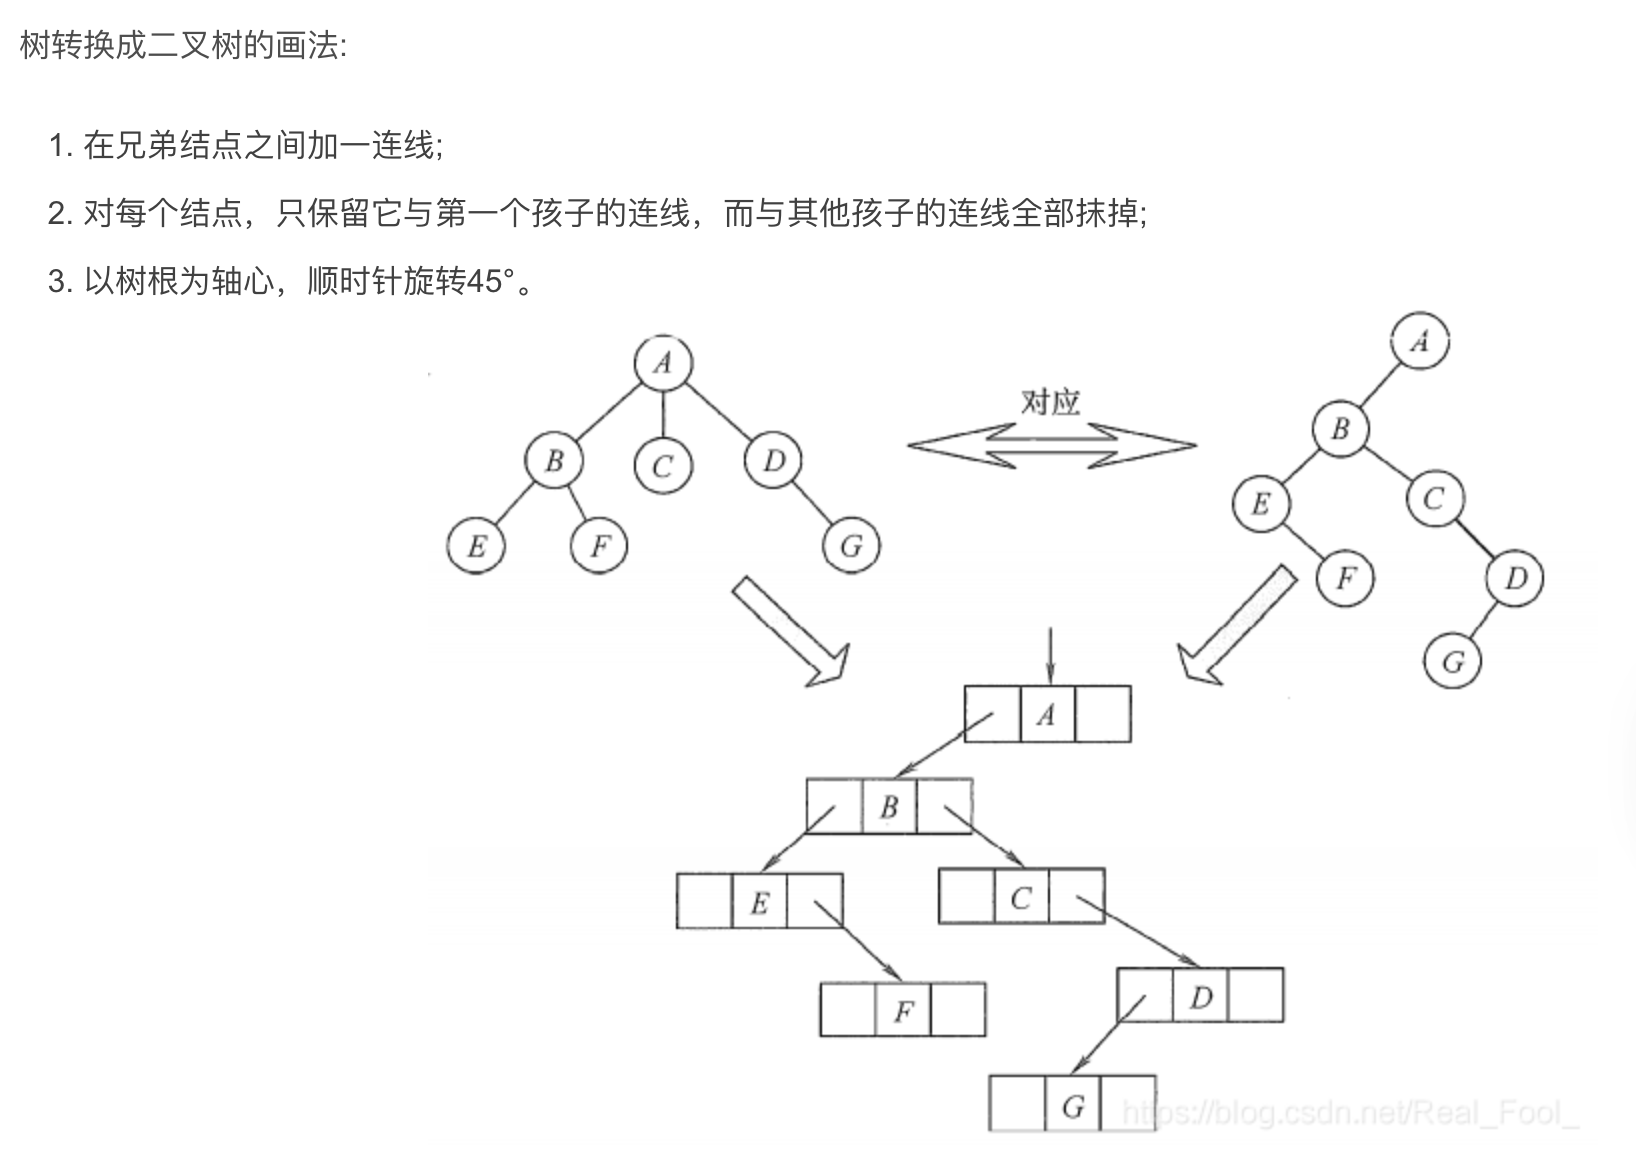 树转换成二叉树的画法:
1. 在兄弟结点之间加一连线;
2. 对每个结点，只保留它与第一个孩子的连线，而与其他孩子的连线全部抹掉;
3. 以树根为轴心，顺时针旋转45°。
A
B
C
D
E
F
G
对应
A
B
E
C
F
D
G
A
B
E
C
F
D
G
https://blog.csdn.net/Real_Fool_